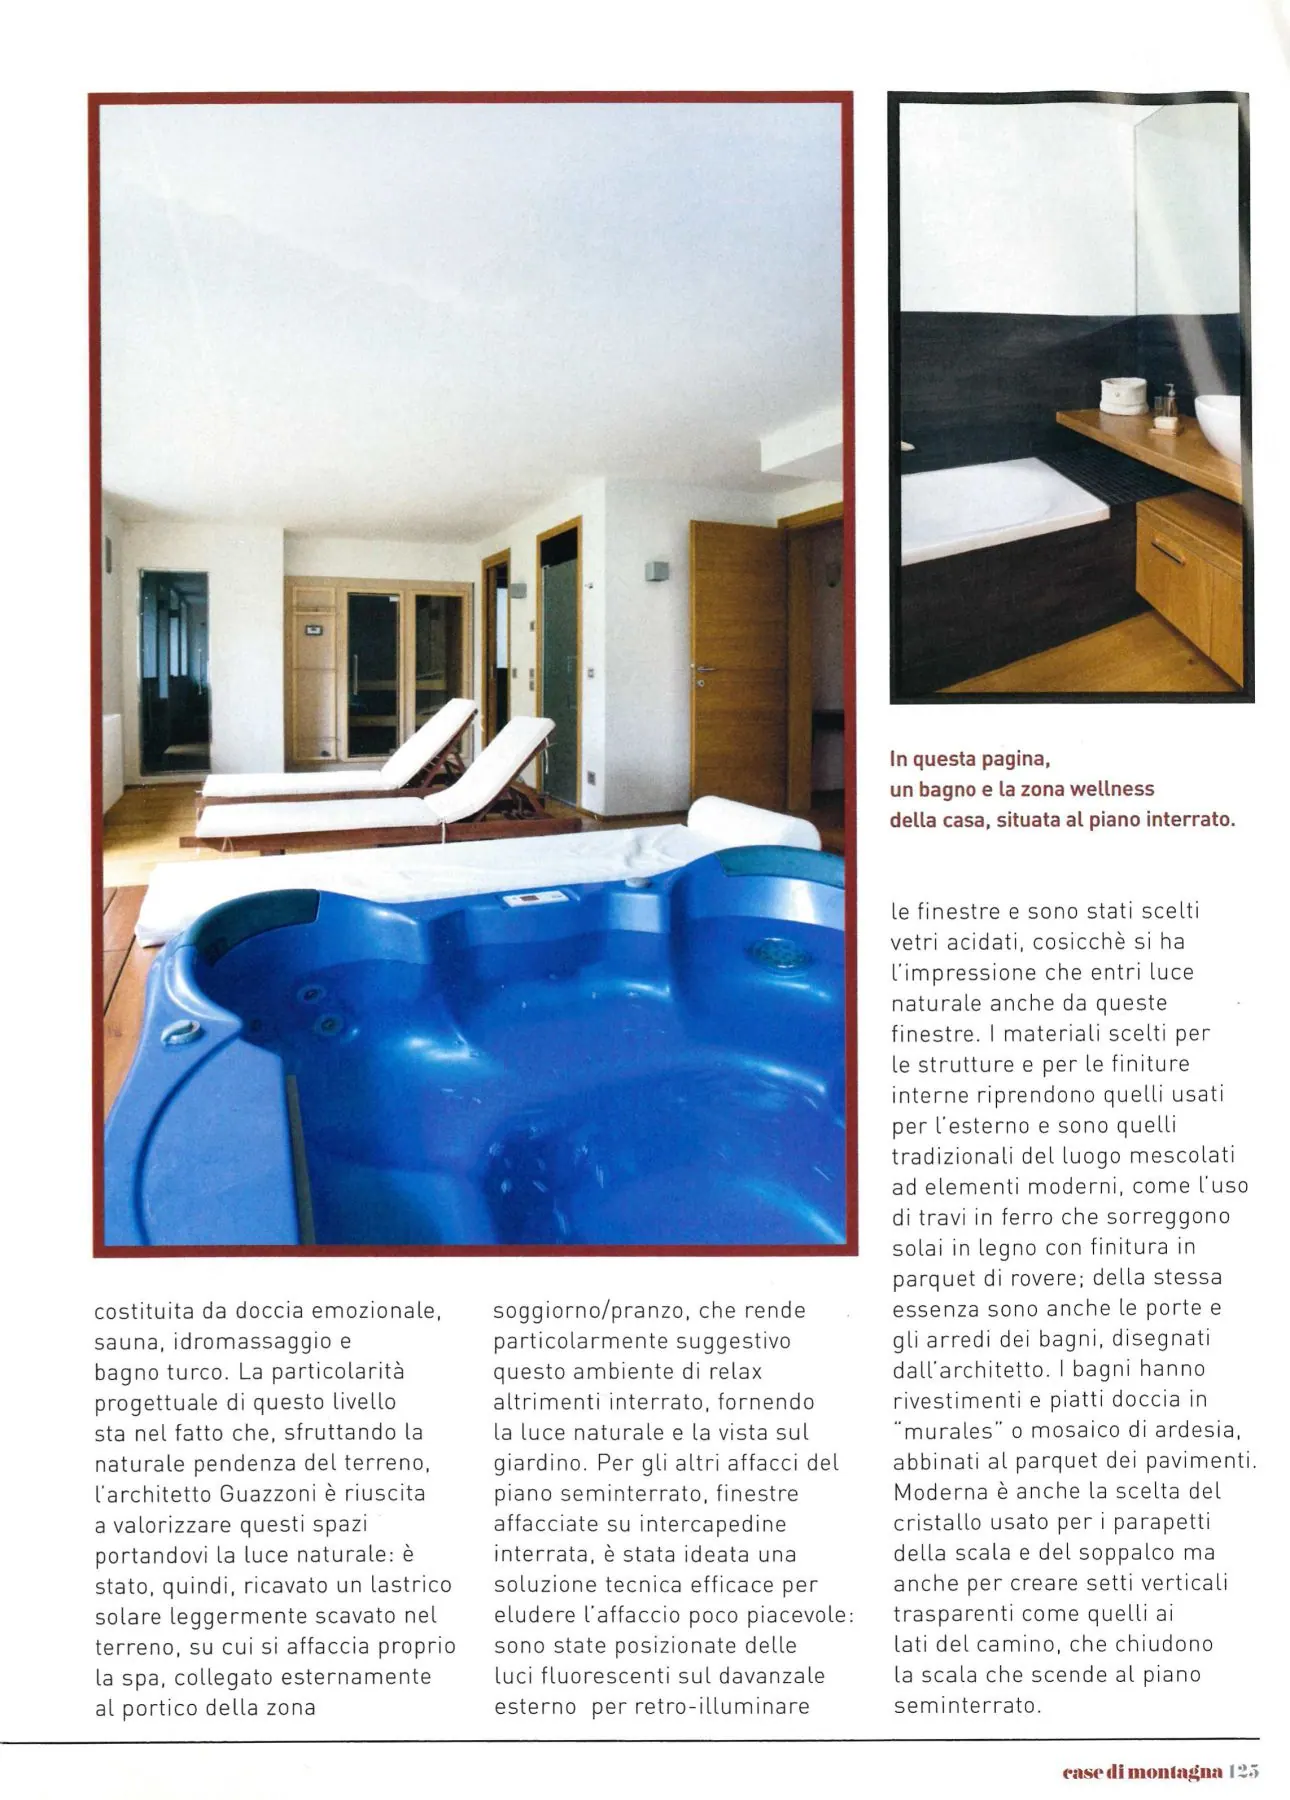 In questa pagina,
un bagno e la zona wellness
della casa, situata al piano interrato.
costituita da doccia emozionale,
sauna, idromassaggio e
bagno turco. La particolarità
progettuale di questo livello
sta nel fatto che, sfruttando la
naturale pendenza del terreno,
l'architetto Guazzoni è riuscita
a valorizzare questi spazi
portandovi la luce naturale: è
stato, quindi, ricavato un lastrico
solare leggermente scavato nel
terreno, su cui si affaccia proprio
la spa, collegato esternamente
al portico della zona
soggiorno/pranzo, che rende
particolarmente suggestivo
questo ambiente di relax
altrimenti interrato, fornendo
la luce naturale e la vista sul
giardino. Per gli altri affacci del
piano seminterrato, finestre
affacciate su intercapedine
interrata, è stata ideata una
soluzione tecnica efficace per
eludere l'affaccio poco piacevole:
sono state posizionate delle
luci fluorescenti sul davanzale
esterno per retro-illuminare
le finestre e sono stati scelti
vetri acidati, cosicchè si ha
l'impressione che entri luce
naturale anche da queste
finestre. I materiali scelti per
le strutture e per le finiture
interne riprendono quelli usati
per l'esterno e sono quelli
tradizionali del luogo mescolati
ad elementi moderni, come l'uso
di travi in ferro che sorreggono
solai in legno con finitura in
parquet di rovere; della stessa
essenza sono anche le porte e
gli arredi dei bagni, disegnati
dall'architetto. I bagni hanno
rivestimenti e piatti doccia in
"murales" o mosaico di ardesia,
abbinati al parquet dei pavimenti.
Moderna è anche la scelta del
cristallo usato per i parapetti
della scala e del soppalco ma
anche per creare setti verticali
trasparenti come quelli ai
lati del camino, che chiudono
la scala che scende al piano
seminterrato.
case di montagna 125